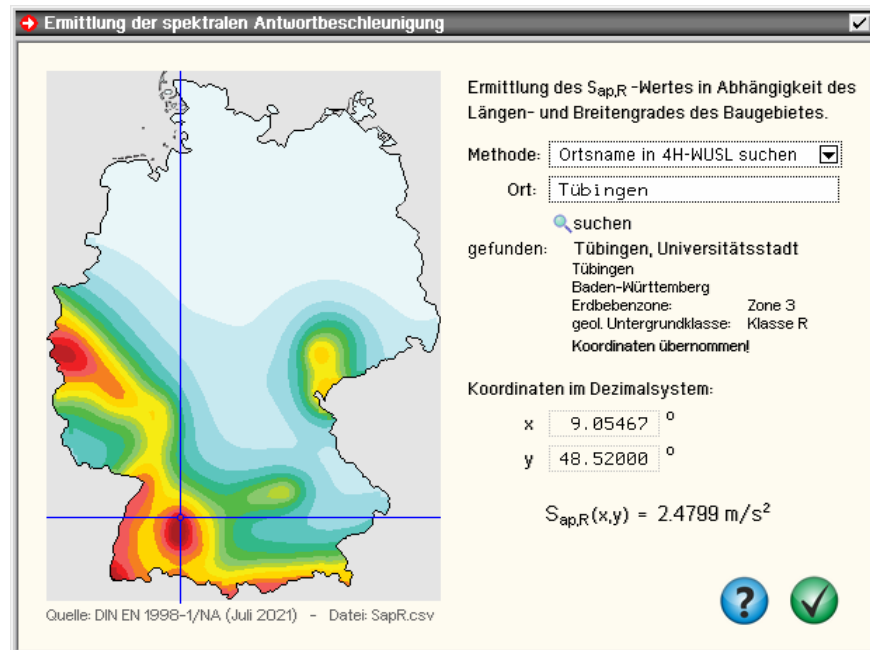 Ermittlung der spektralen Antwortbeschleunigung
Ermittlung des Sap,R -Wertes in Abhängigkeit des
Längen- und Breitengrades des Baugebietes.
Methode: Ortsname in 4H-WUSL suchen
Ort: Tübingen
suchen
gefunden: Tübingen, Universitätsstadt
Tübingen
Baden-Württemberg
Erdbebenzone: Zone 3
geol. Untergrundklasse: Klasse R
Koordinaten übernommen!
Koordinaten im Dezimalsystem:
x 9.05467 °
y 48.52000 °
Sap,R(x,y) = 2.4799 m/s²
Quelle: DIN EN 1998-1/NA (Juli 2021) - Datei: SapR.csv
?